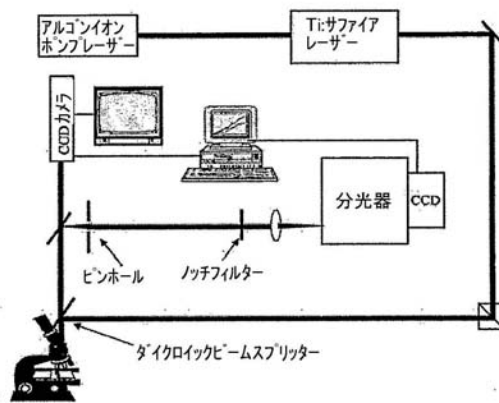 アルゴンイオン
ポンプレーザー
Ti:サファイア
レーザー
CCDカメラ
分光器
CCD
ピンホール
ノッチフィルター
ダイクロイックビームスプリッター